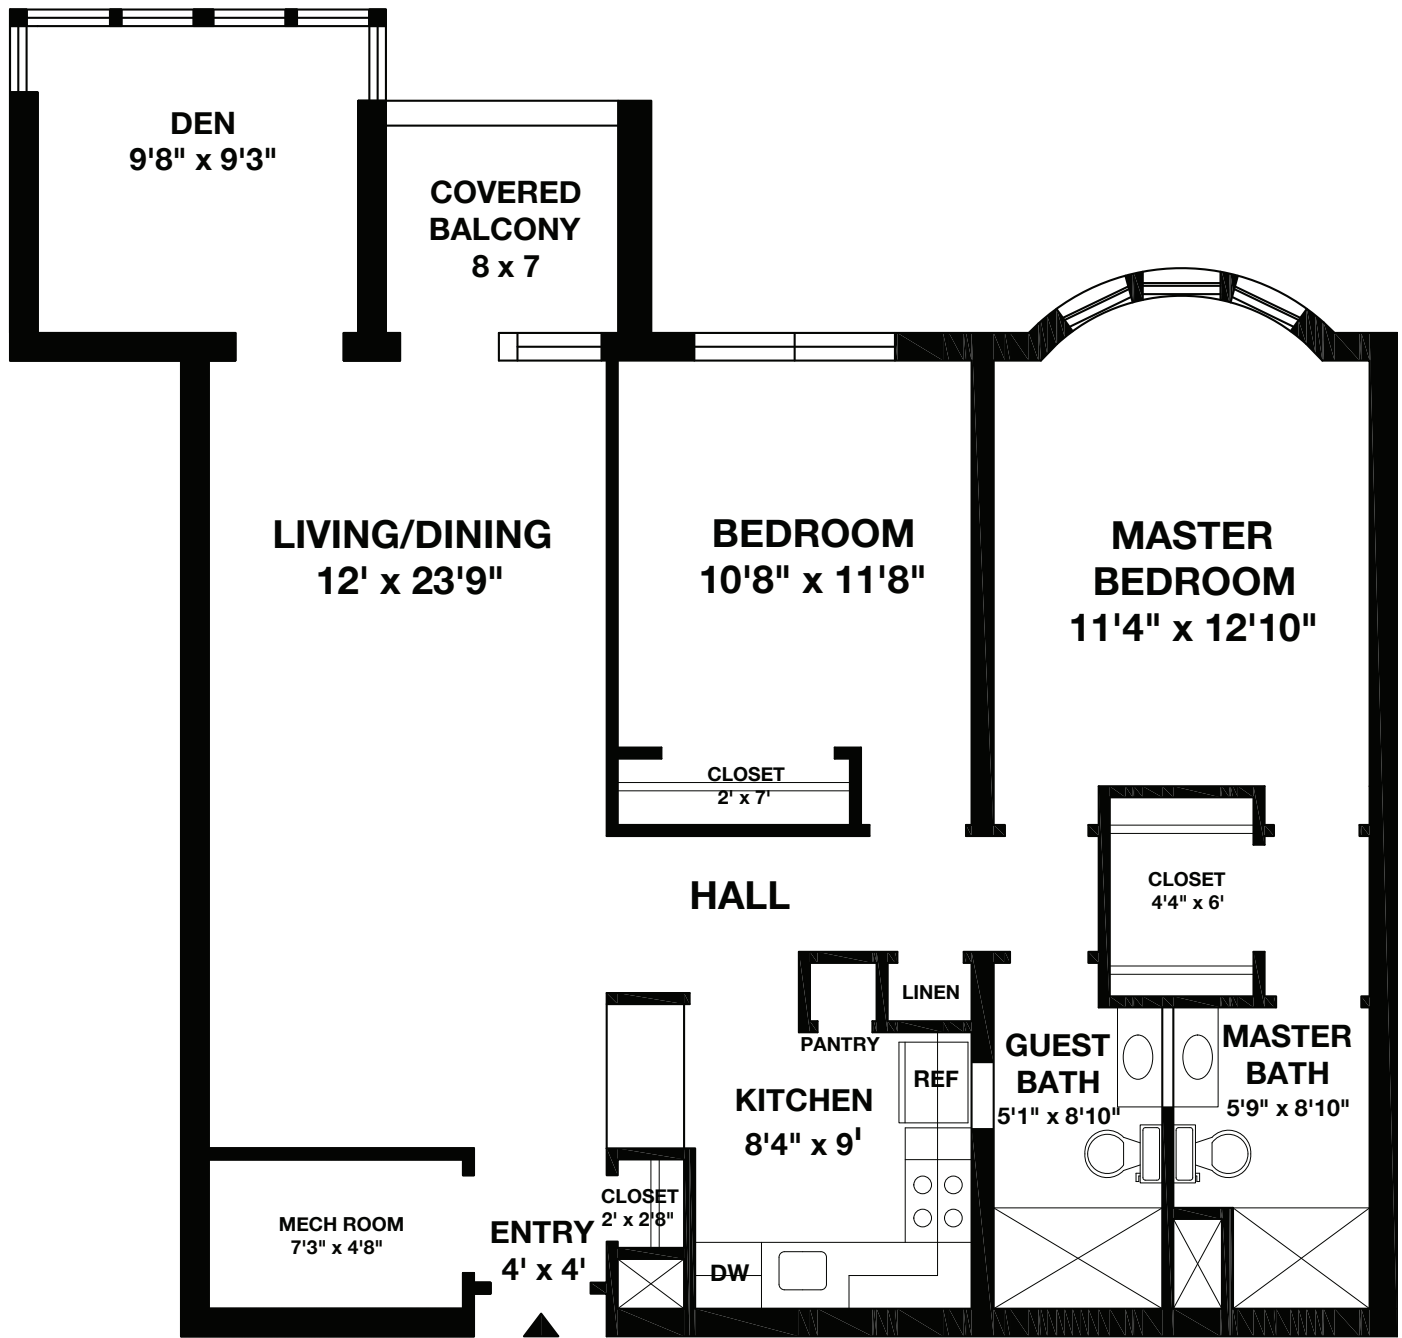 DEN
9'8" x 9'3"
COVERED
BALCONY
8 x 7
LIVING/DINING
12' x 23'9"
BEDROOM
10'8" x 11'8"
MASTER
BEDROOM
11'4" x 12'10"
CLOSET
2' x 7'
HALL
CLOSET
4'4" x 6'
LINEN
PANTRY
KITCHEN
8'4" x 9'
REF
GUEST
BATH
5'1" x 8'10"
MASTER
BATH
5'9" x 8'10"
MECH ROOM
7'3" x 4'8"
ENTRY
4' x 4'
CLOSET
2' x 2'8"
DW